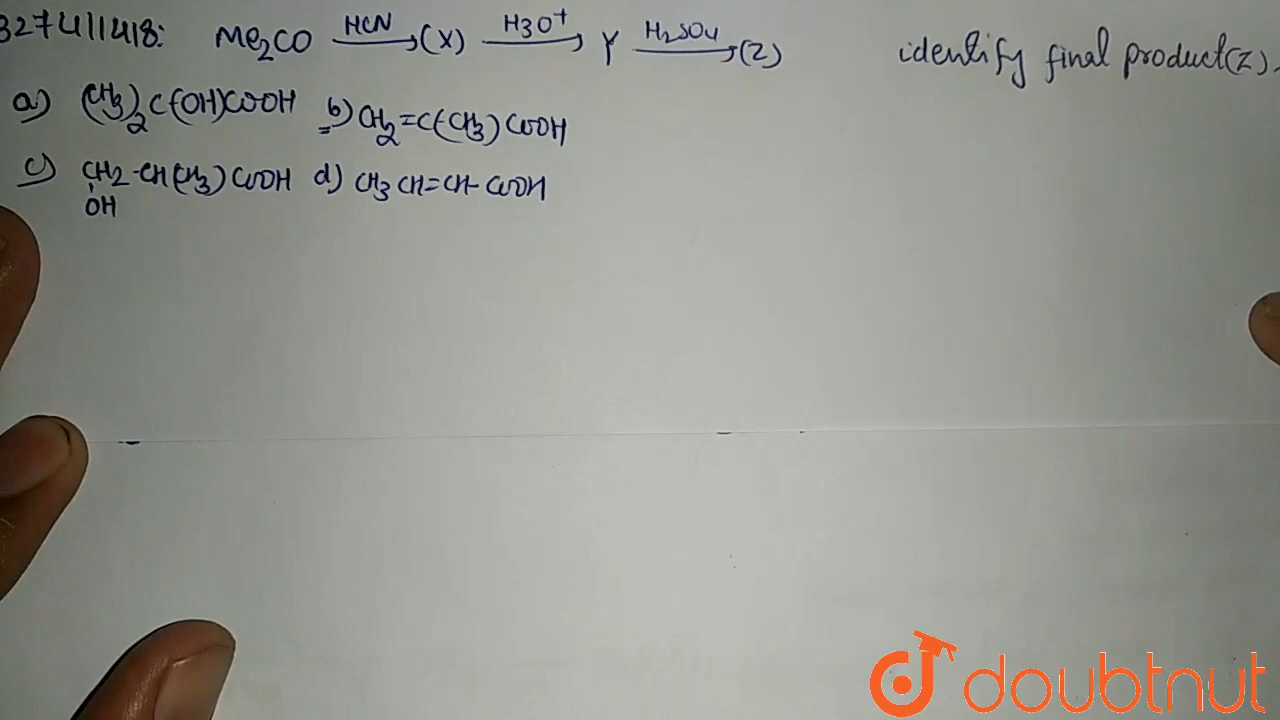 327411418: Me2CO HCN→(X) H3O+→ Y H2SO4→(Z) identify final product(Z).
a) (CH3)2C(OH)COOH b) CH2=C(CH3)COOH
c) CH2-CH(CH3)COOH d) CH3CH=CH-COOH
OH
doubtnut